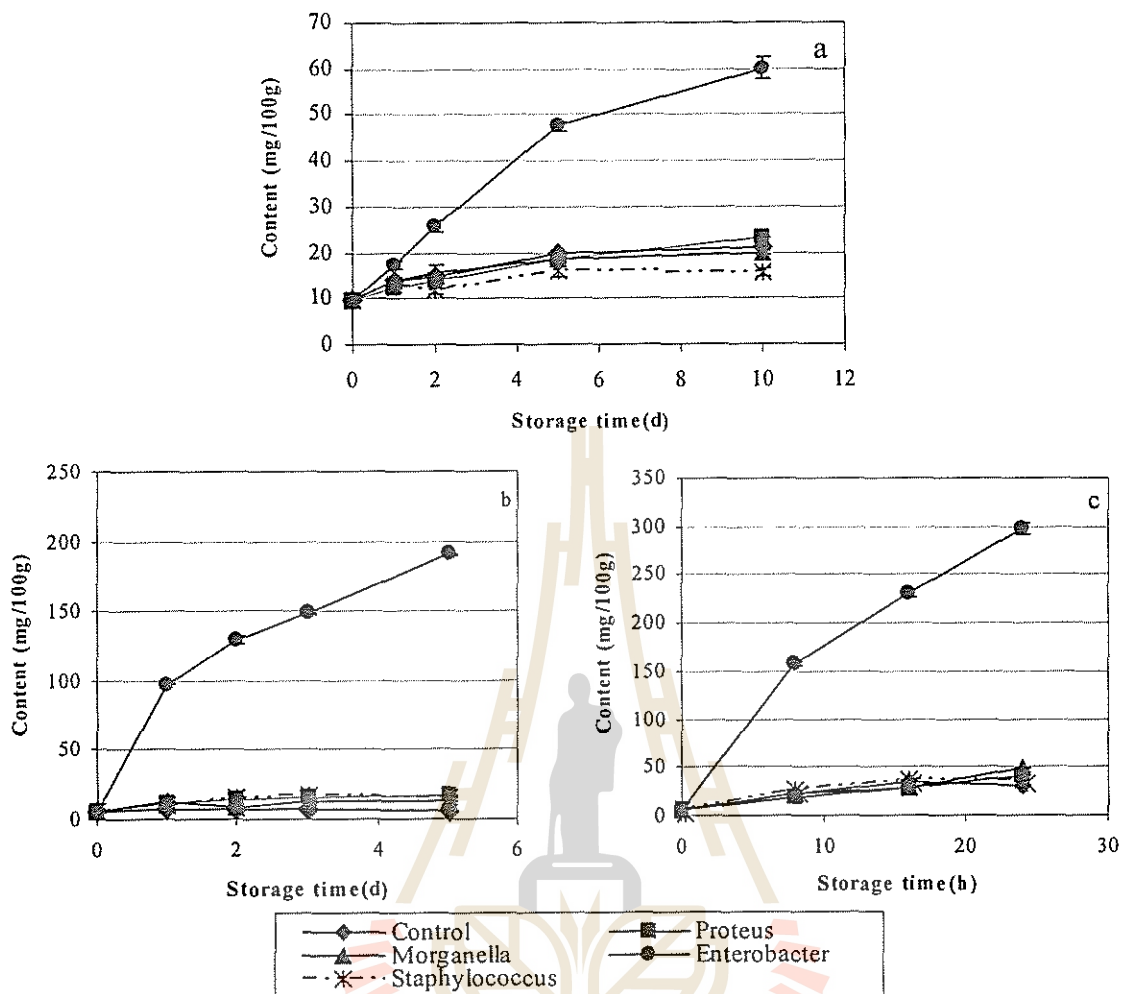 a
70
60
50
40
30
20
10
0
Content (mg/100g)
0 2 4 6 8 10 12
Storage time(d)
b
250
200
150
100
50
0
Content (mg/100g)
0 2 4 6
Storage time(d)
c
350
300
250
200
150
100
50
0
Content (mg/100g)
0 10 20 30
Storage time(h)
Control
Proteus
Morganella
Enterobacter
Staphylococcus